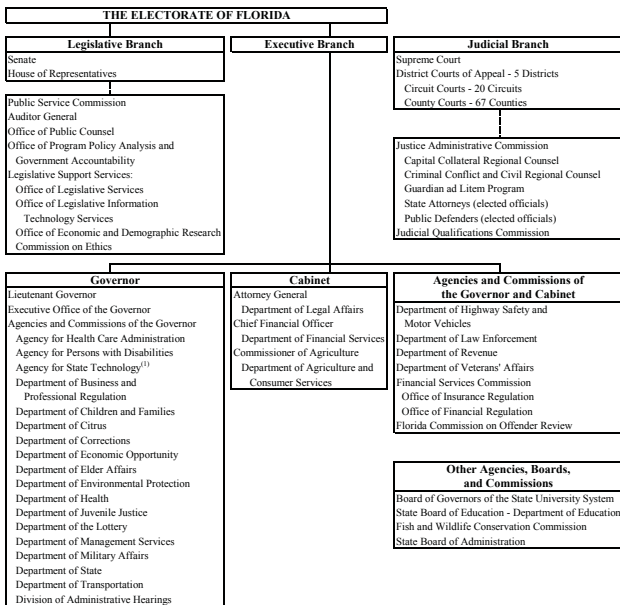 THE ELECTORATE OF FLORIDA
Legislative Branch
Senate
House of Representatives
Public Service Commission
Auditor General
Office of Public Counsel
Office of Program Policy Analysis and
Government Accountability
Legislative Support Services:
Office of Legislative Services
Office of Legislative Information
Technology Services
Office of Economic and Demographic Research
Commission on Ethics
Executive Branch
Judicial Branch
Supreme Court
District Courts of Appeal - 5 Districts
Circuit Courts - 20 Circuits
County Courts - 67 Counties
Justice Administrative Commission
Capital Collateral Regional Counsel
Criminal Conflict and Civil Regional Counsel
Guardian ad Litem Program
State Attorneys (elected officials)
Public Defenders (elected officials)
Judicial Qualifications Commission
Governor
Lieutenant Governor
Executive Office of the Governor
Agencies and Commissions of the Governor
Agency for Health Care Administration
Agency for Persons with Disabilities
Agency for State Technology(1)
Department of Business and
Professional Regulation
Department of Children and Families
Department of Citrus
Department of Corrections
Department of Economic Opportunity
Department of Elder Affairs
Department of Environmental Protection
Department of Health
Department of Juvenile Justice
Department of the Lottery
Department of Management Services
Department of Military Affairs
Department of State
Department of Transportation
Division of Administrative Hearings
Cabinet
Attorney General
Department of Legal Affairs
Chief Financial Officer
Department of Financial Services
Commissioner of Agriculture
Department of Agriculture and
Consumer Services
Agencies and Commissions of
the Governor and Cabinet
Department of Highway Safety and
Motor Vehicles
Department of Law Enforcement
Department of Revenue
Department of Veterans' Affairs
Financial Services Commission
Office of Insurance Regulation
Office of Financial Regulation
Florida Commission on Offender Review
Other Agencies, Boards,
and Commissions
Board of Governors of the State University System
State Board of Education - Department of Education
Fish and Wildlife Conservation Commission
State Board of Administration